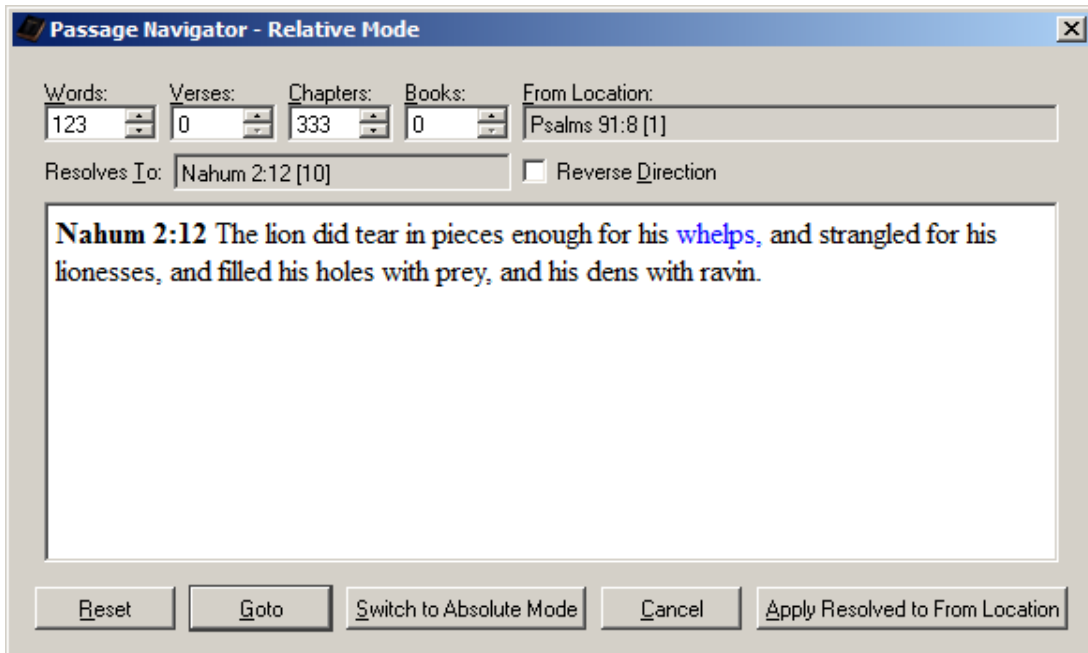 Passage Navigator - Relative Mode
Words: Verses: Chapters: Books: From Location:
123 0 333 0 Psalms 91:8 [1]
Resolves To: Nahum 2:12 [10] Reverse Direction
Nahum 2:12 The lion did tear in pieces enough for his whelps, and strangled for his
lionesses, and filled his holes with prey, and his dens with ravin.
Reset Goto Switch to Absolute Mode Cancel Apply Resolved to From Location